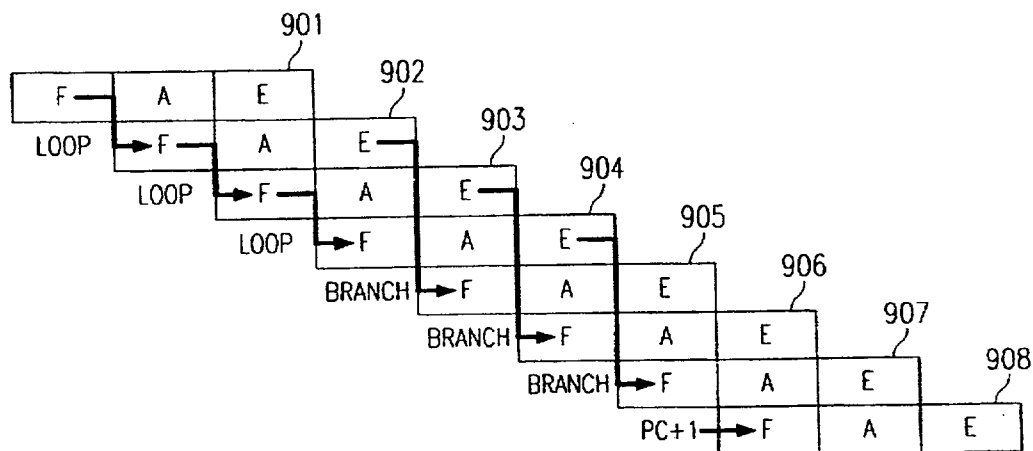 901
902
F A E
903
LOOP F A E
904
LOOP F A E
905
LOOP F A E
906
BRANCH F A E
907
BRANCH F A E
908
BRANCH F A E
PC+1 F A E